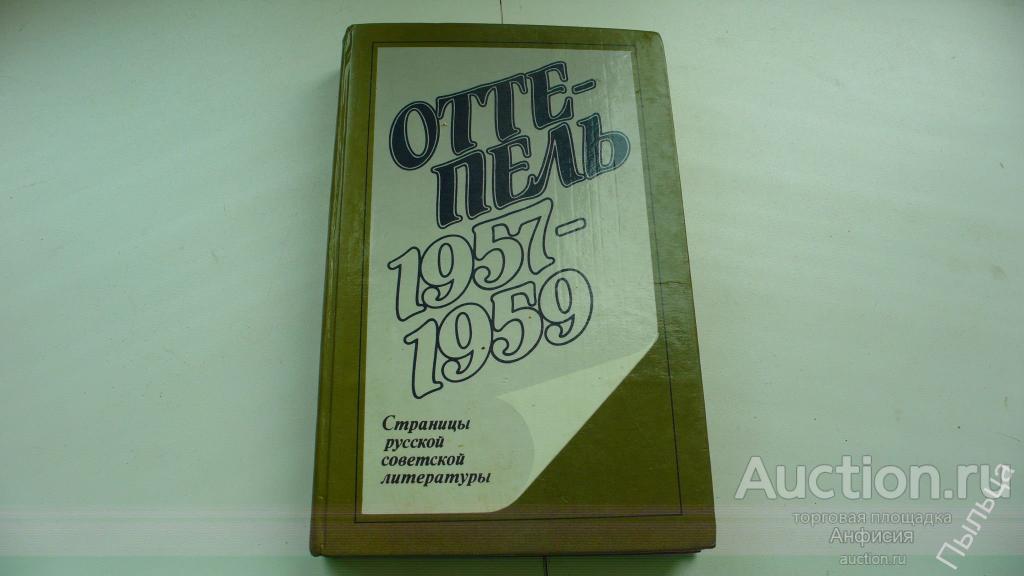 ОТТЕ-
ПЕЛЬ
1957-
1959
Страницы
русской
советской
литературы
Auction.ru
торговая площадка
Анфисия
auction.ru
Пыльца